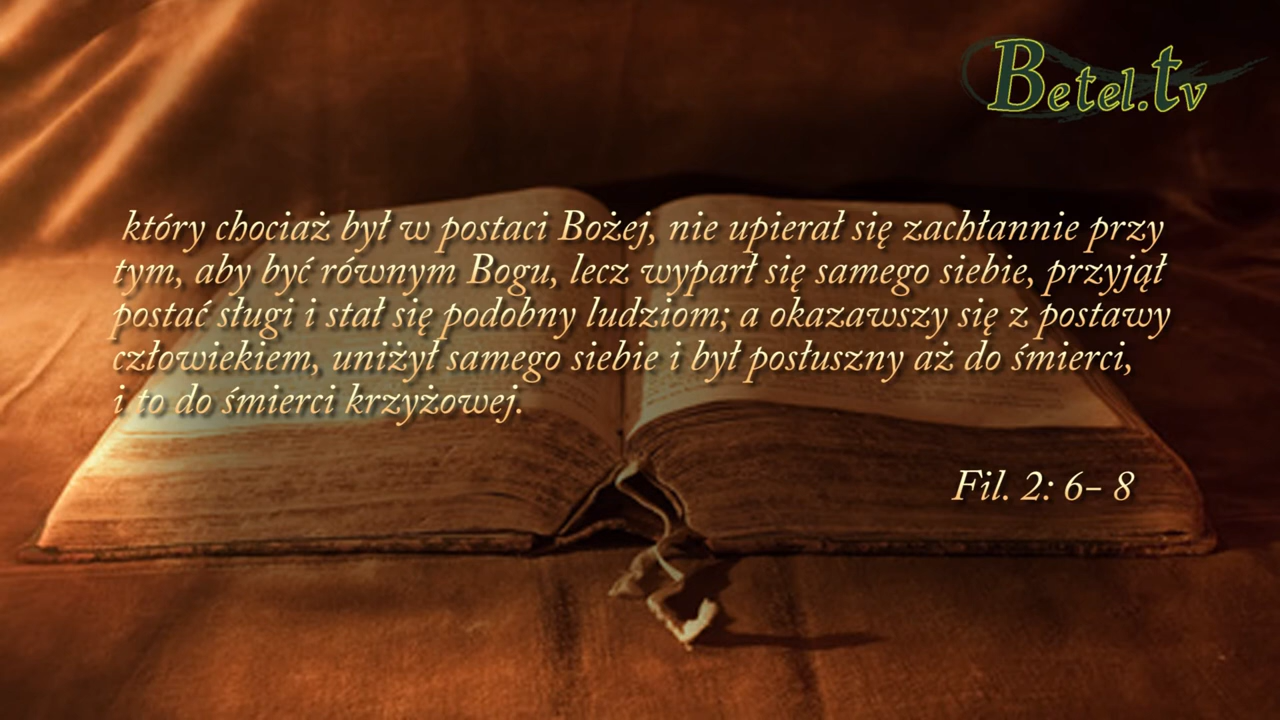 Betel.tv
który chociaż był w postaci Bożej, nie upierał się zachłannie przy
tym, aby być równym Bogu, lecz wyparł się samego siebie, przyjął
postać sługi i stał się podobny ludziom; a okazawszy się z postawy
człowiekiem, uniżył samego siebie i był posłuszny aż do śmierci,
i to do śmierci krzyżowej.
Fil. 2: 6- 8